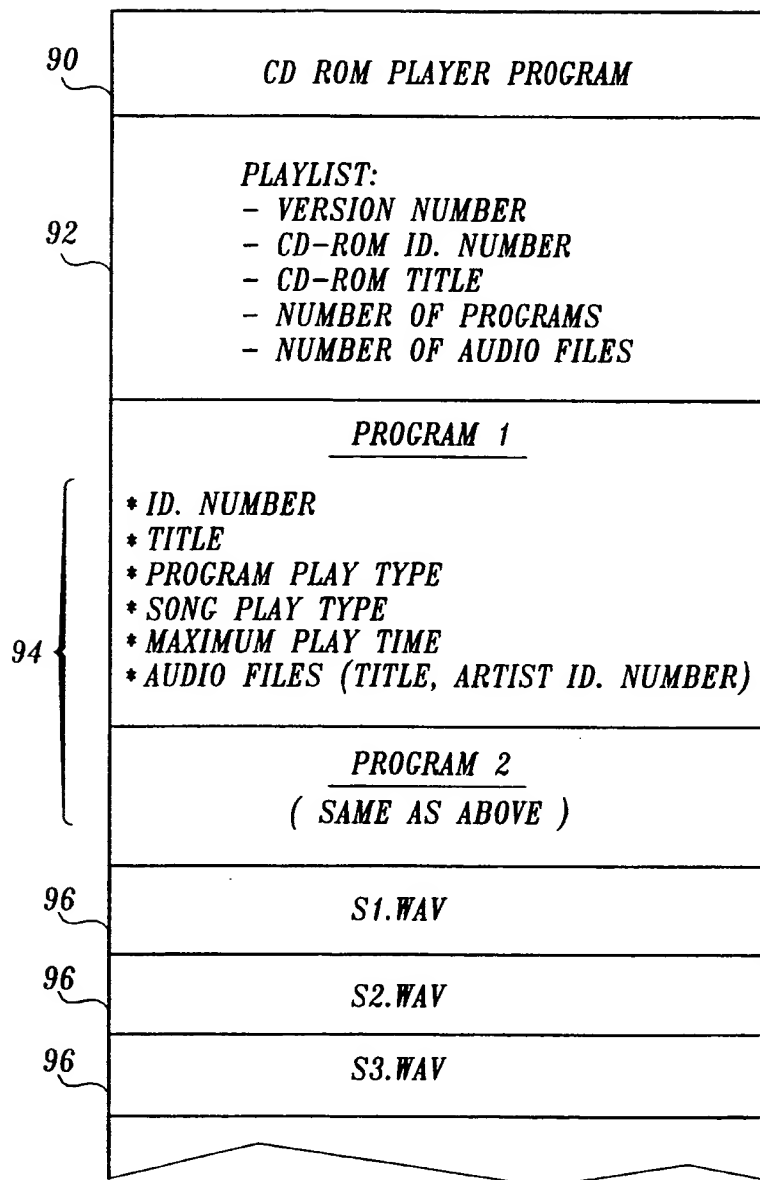 90
CD ROM PLAYER PROGRAM
92
PLAYLIST:
- VERSION NUMBER
- CD-ROM ID. NUMBER
- CD-ROM TITLE
- NUMBER OF PROGRAMS
- NUMBER OF AUDIO FILES
PROGRAM 1
94
* ID. NUMBER
* TITLE
* PROGRAM PLAY TYPE
* SONG PLAY TYPE
* MAXIMUM PLAY TIME
* AUDIO FILES (TITLE, ARTIST ID. NUMBER)
PROGRAM 2
( SAME AS ABOVE )
96
S1.WAV
96
S2.WAV
96
S3.WAV